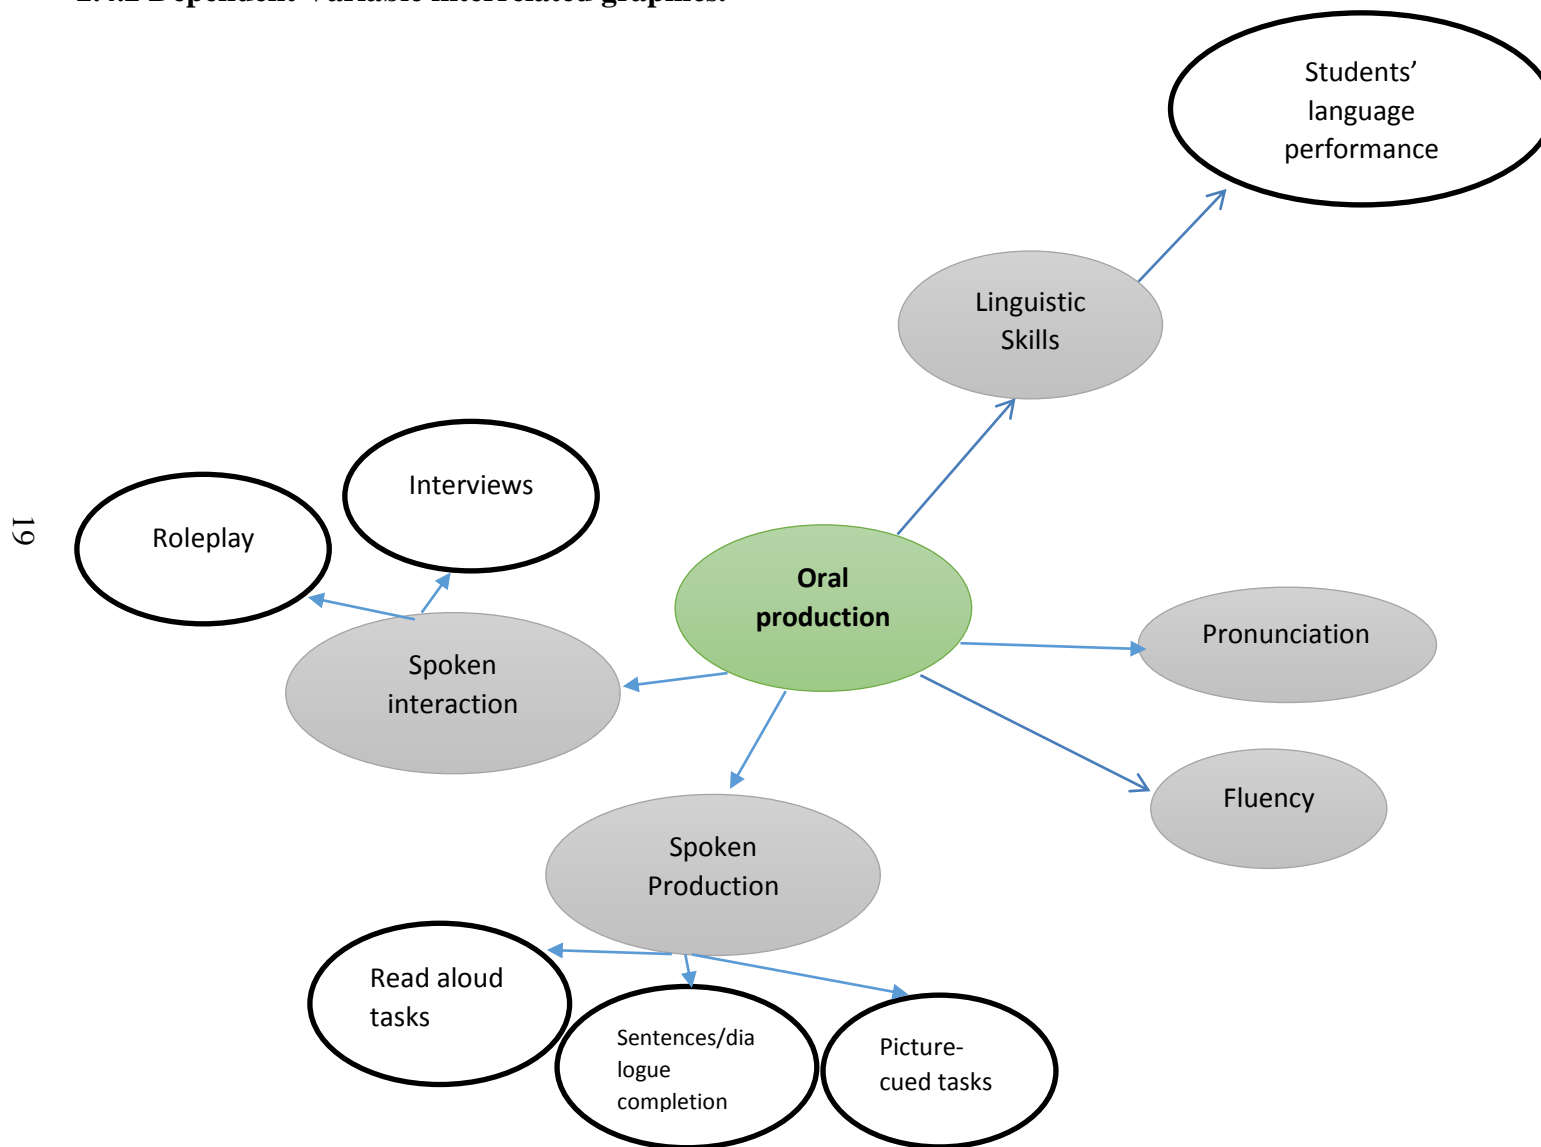 Students’
language
performance
Linguistic
Skills
Interviews
Roleplay
19
Oral
production
Pronunciation
Spoken
interaction
Fluency
Spoken
Production
Read aloud
tasks
Sentences/dia
logue
completion
Picture-
cued tasks